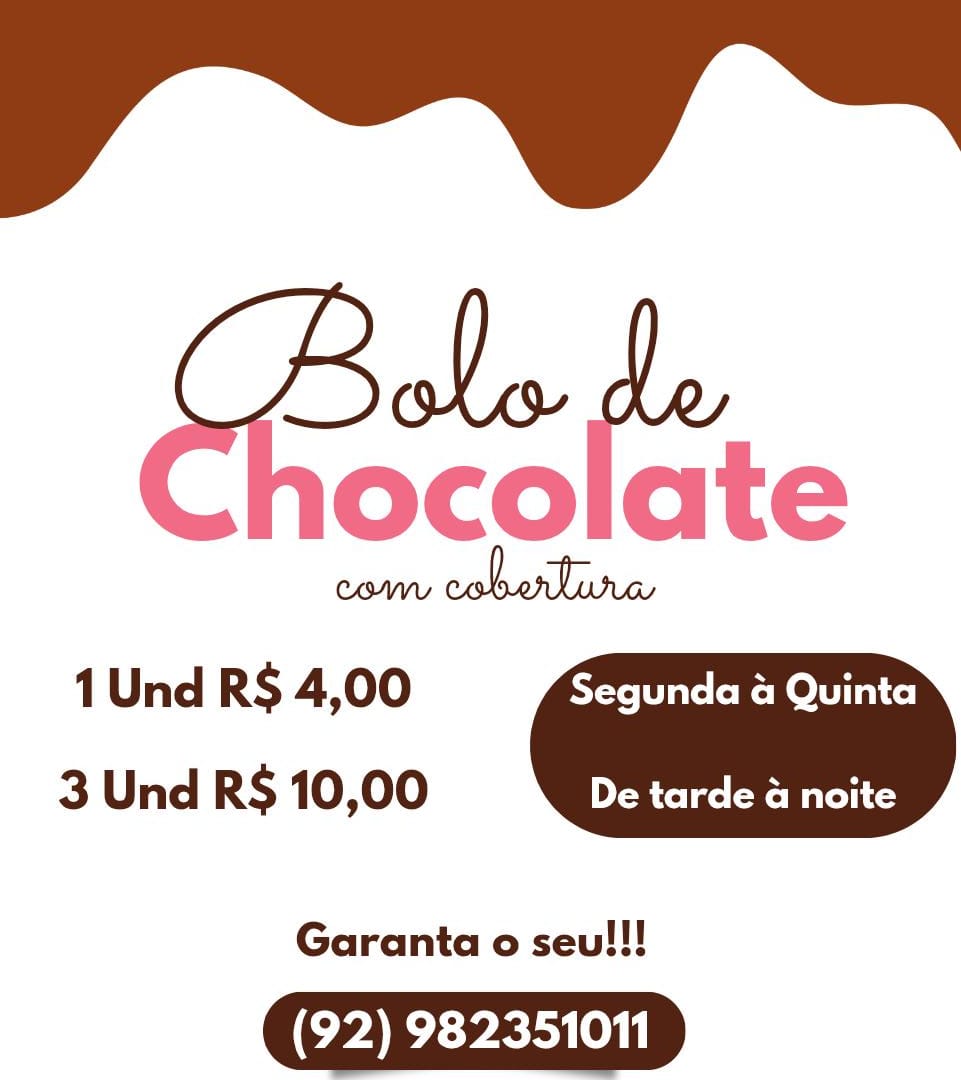 Bolo de
Chocolate
com cobertura
1 Und R$ 4,00
3 Und R$ 10,00
Segunda à Quinta
De tarde à noite
Garanta o seu!!!
(92) 982351011